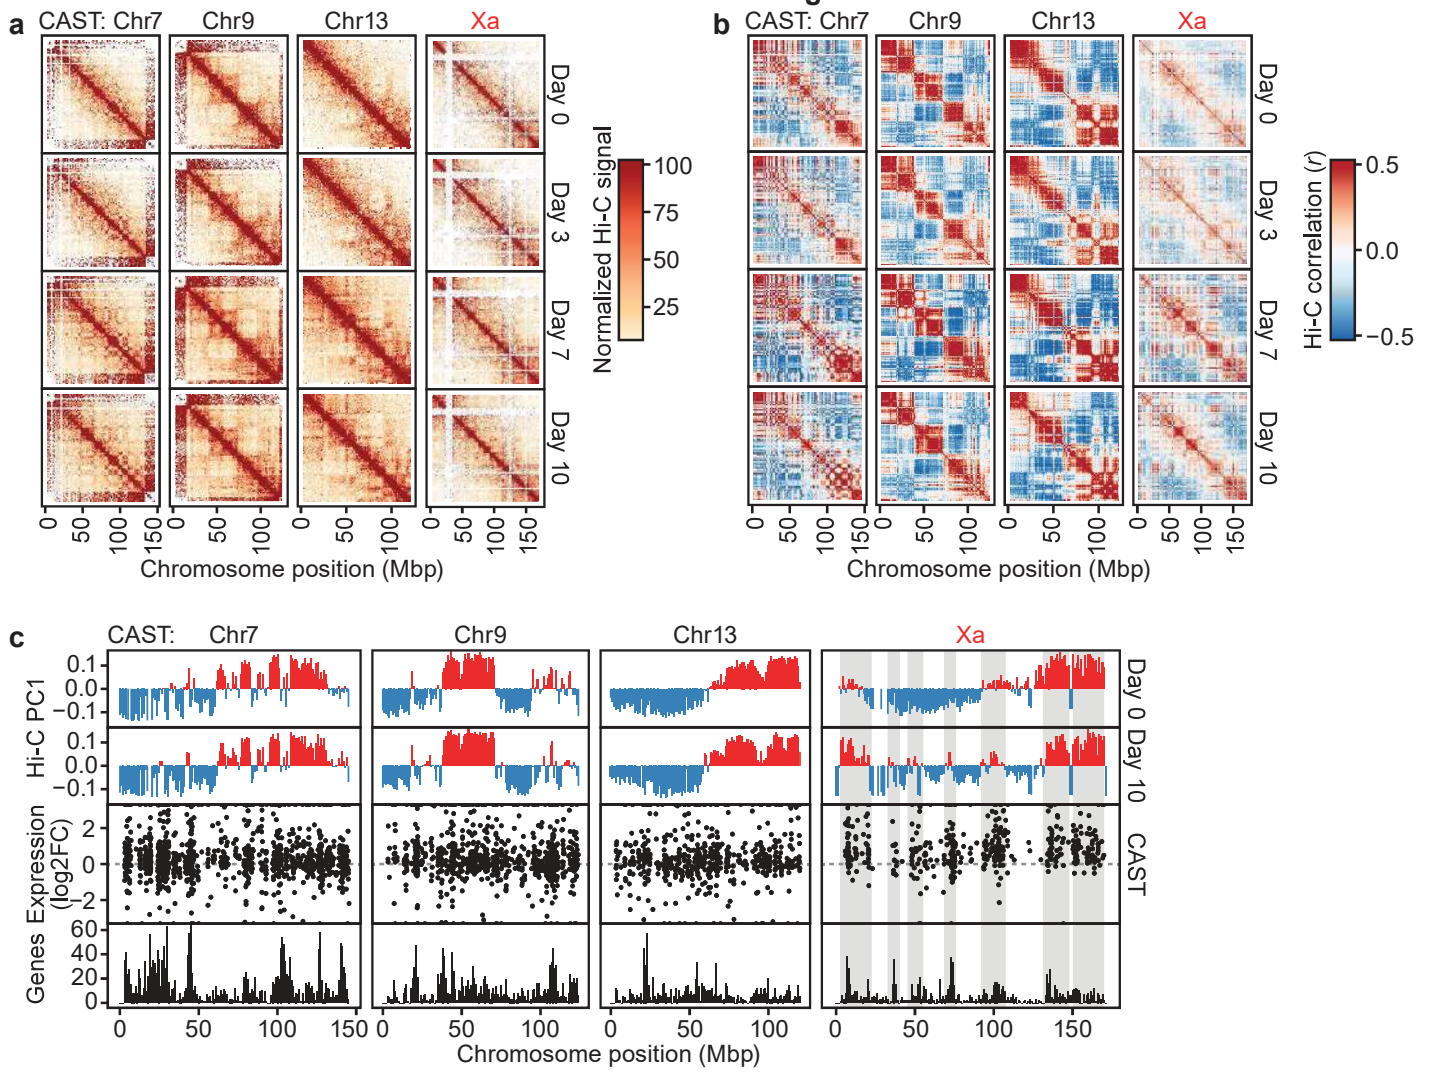 a
CAST: Chr7 Chr9 Chr13 Xa
Day 0
Day 3
Day 7
Day 10
0 50 100 150 0 50 100 0 50 100 0 50 100 150
Chromosome position (Mbp)
Normalized Hi-C signal
100
75
50
25
b
CAST: Chr7 Chr9 Chr13 Xa
Day 0
Day 3
Day 7
Day 10
0 50 100 150 0 50 100 0 50 100 0 50 100 150
Chromosome position (Mbp)
Hi-C correlation (r)
0.5
0.0
−0.5
c
CAST: Chr7 Chr9 Chr13 Xa
Hi-C PC1
0.1
0.0
−0.1
Day 0
0.1
0.0
−0.1
Day 10
Expression
(log2FC)
2
0
−2
CAST
Genes
60
40
20
0
0 50 100 150 0 50 100 0 50 100 0 50 100 150
Chromosome position (Mbp)